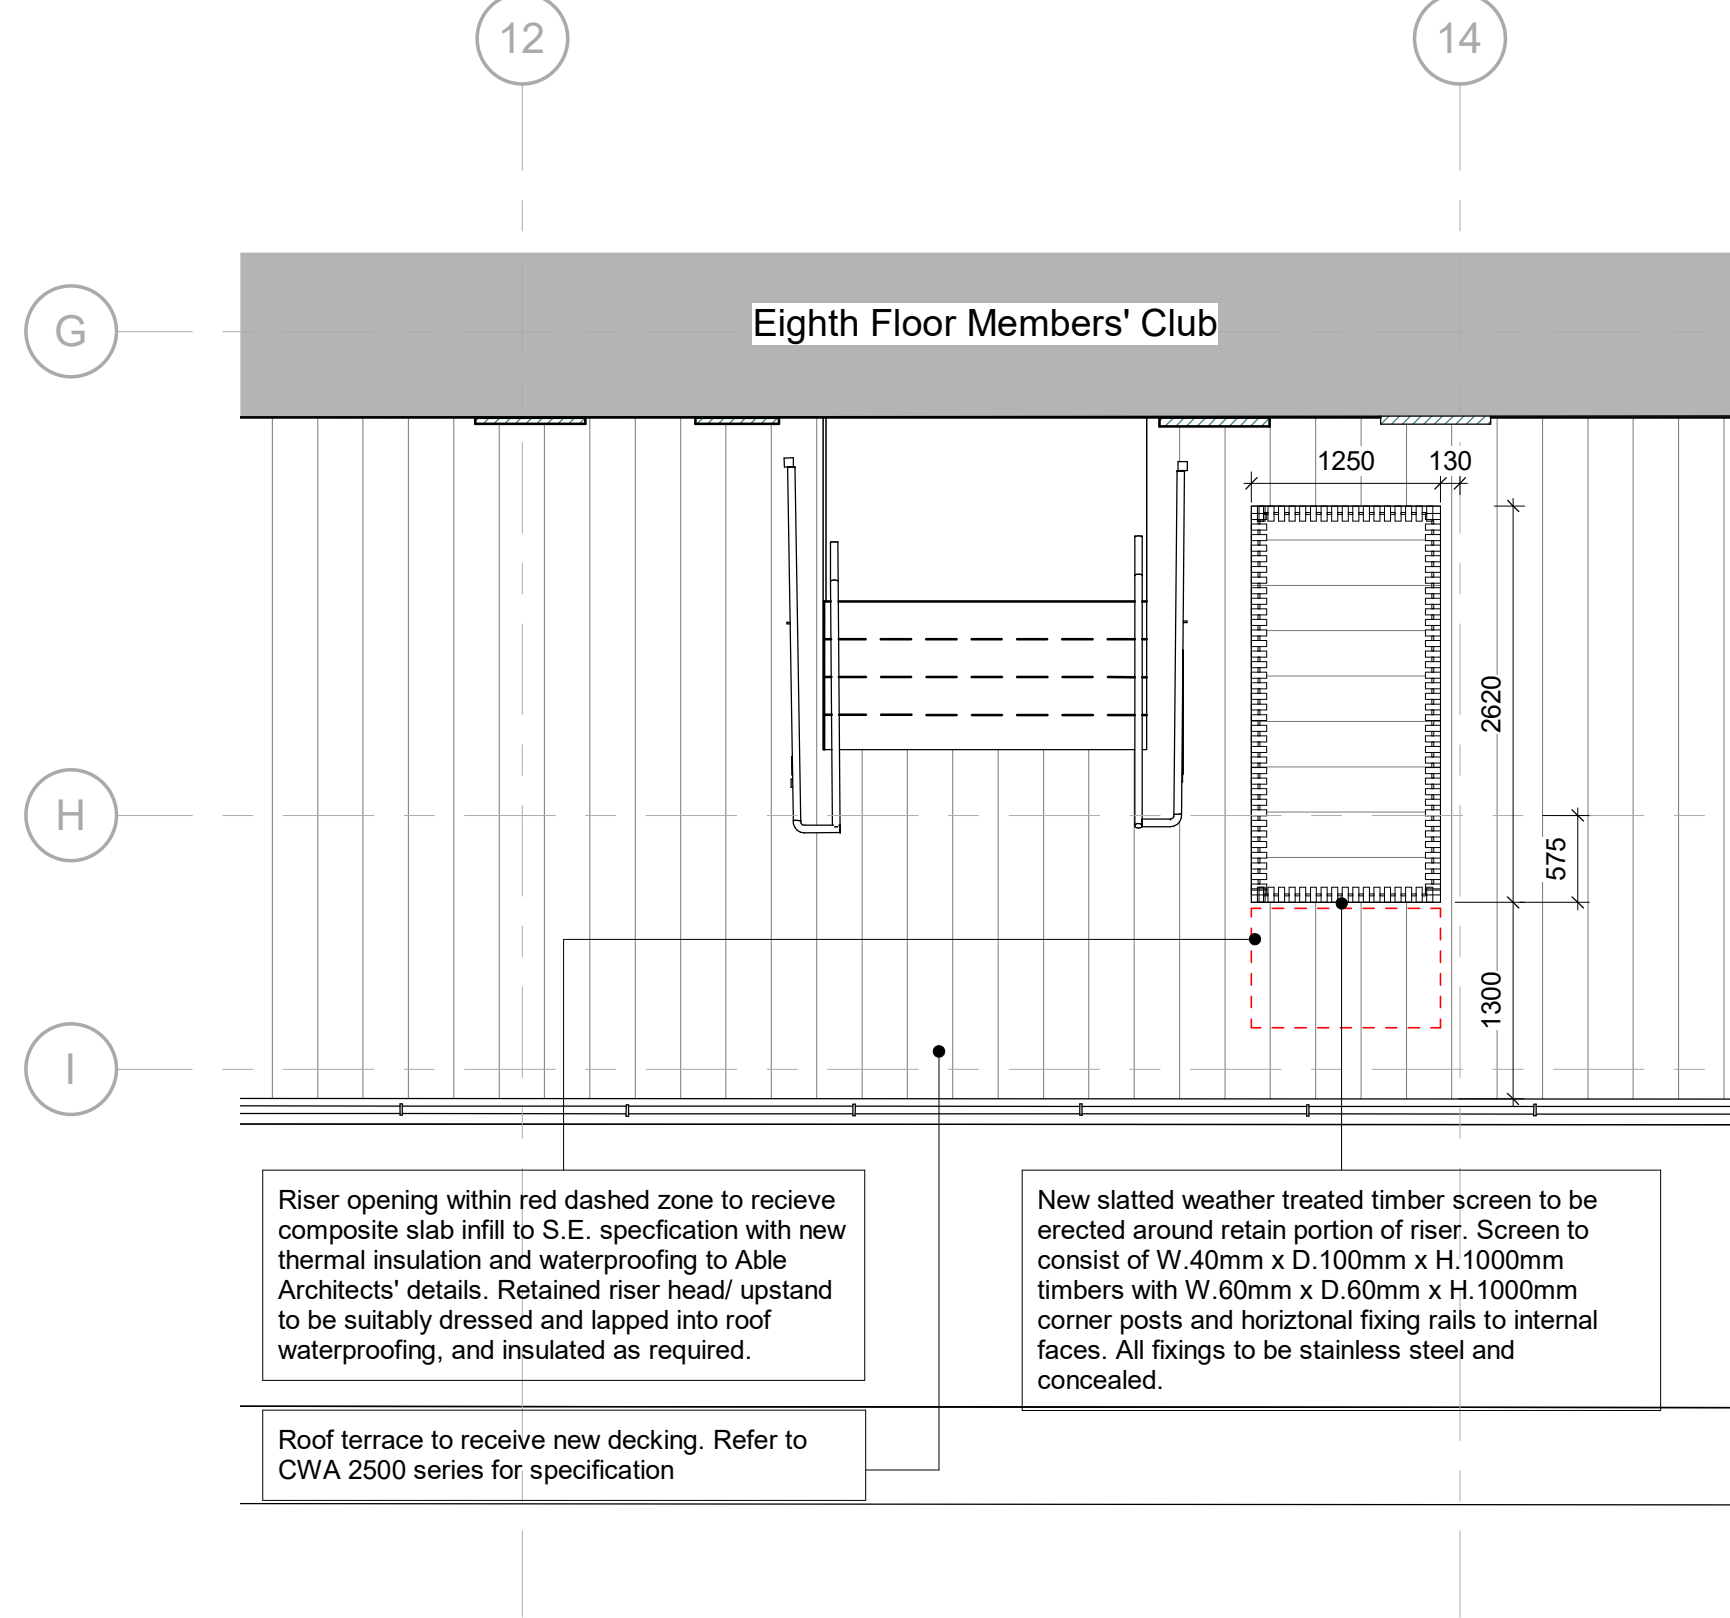 12
14
G
Eighth Floor Members' Club
1250
130
2620
H
575
1300
I
Riser opening within red dashed zone to recieve
composite slab infill to S.E. specfication with new
thermal insulation and waterproofing to Able
Architects' details. Retained riser head/ upstand
to be suitably dressed and lapped into roof
waterproofing, and insulated as required.
New slatted weather treated timber screen to be
erected around retain portion of riser. Screen to
consist of W.40mm x D.100mm x H.1000mm
timbers with W.60mm x D.60mm x H.1000mm
corner posts and horiztonal fixing rails to internal
faces. All fixings to be stainless steel and
concealed.
Roof terrace to receive new decking. Refer to
CWA 2500 series for specification